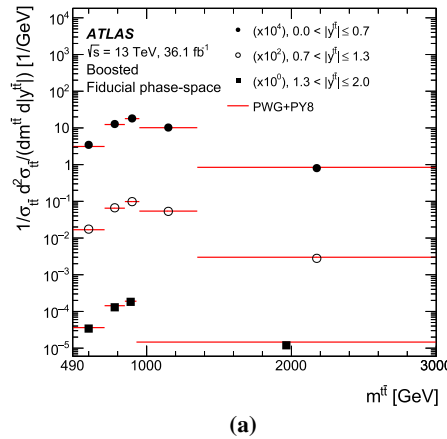 ATLAS
√s = 13 TeV, 36.1 fb⁻¹
Boosted
Fiducial phase-space
(x10⁴), 0.0 < |y^tt̄| ≤ 0.7
(x10²), 0.7 < |y^tt̄| ≤ 1.3
(x10⁰), 1.3 < |y^tt̄| ≤ 2.0
PWG+PY8
1/σ_tt̄ d²σ_tt̄/(dm^tt̄ d|y^tt̄|) [1/GeV]
10³
10²
10
1
10⁻¹
10⁻²
10⁻³
10⁻⁴
10⁻⁵
490 1000 2000 3000
m^tt̄ [GeV]
(a)